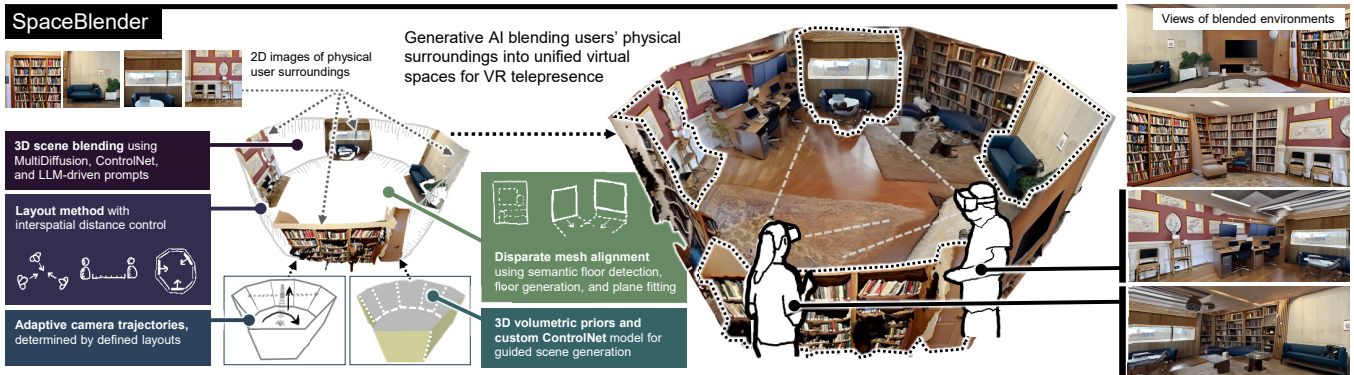 SpaceBlender
2D images of physical
user surroundings
Generative AI blending users' physical
surroundings into unified virtual
spaces for VR telepresence
Views of blended environments
3D scene blending using
MultiDiffusion, ControlNet,
and LLM-driven prompts
Layout method with
interspatial distance control
Adaptive camera trajectories,
determined by defined layouts
Disparate mesh alignment
using semantic floor detection,
floor generation, and plane fitting
3D volumetric priors and
custom ControlNet model for
guided scene generation